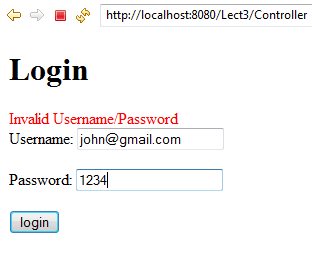 http://localhost:8080/Lect3/Controller
Login
Invalid Username/Password
Username: john@gmail.com
Password: 1234
login